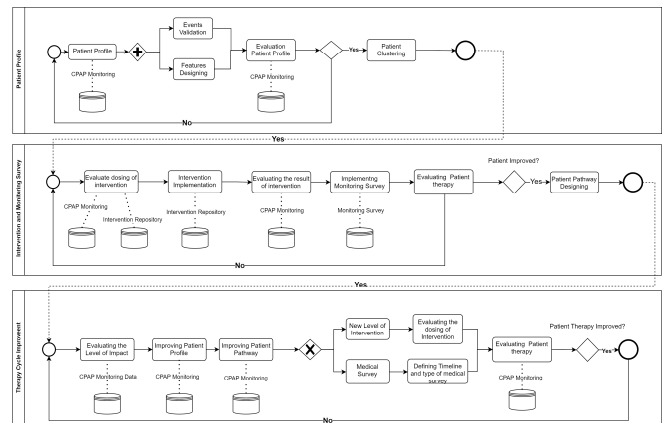 Patient Profile
Events
Validation
Patient Profile
Features
Designing
Evaluation
Patient Profile
Yes
Patient
Clustering
CPAP Monitoring
CPAP Monitoring
No
Yes
Intervention and Monitoring Survey
Patient Improved?
Evaluate dosing of
intervention
Intervention
Implementation
Evaluating the result
of intervention
Implementng
Monitoring Survey
Evaluating Patient
therapy
Yes
Patient Pathway
Designing
CPAP Monitoring
Intervention Repository
Intervention Repository
CPAP Monitoring
Monitoring Survey
No
Yes
Therapy Cycle Improveent
New Level of
Intervention
Evaluating the
dosing of
Intervention
Patient Therapy Improved?
Evaluating the
Level of Impact
Improving Patient
Profile
Improving Patient
Pathway
Evaluating Patient
therapy
Yes
Medical
Survey
Defining Timeline
and type of medical
survey
CPAP Monitoring Data
CPAP Monitoring
CPAP Monitoring
CPAP Monitoring
No